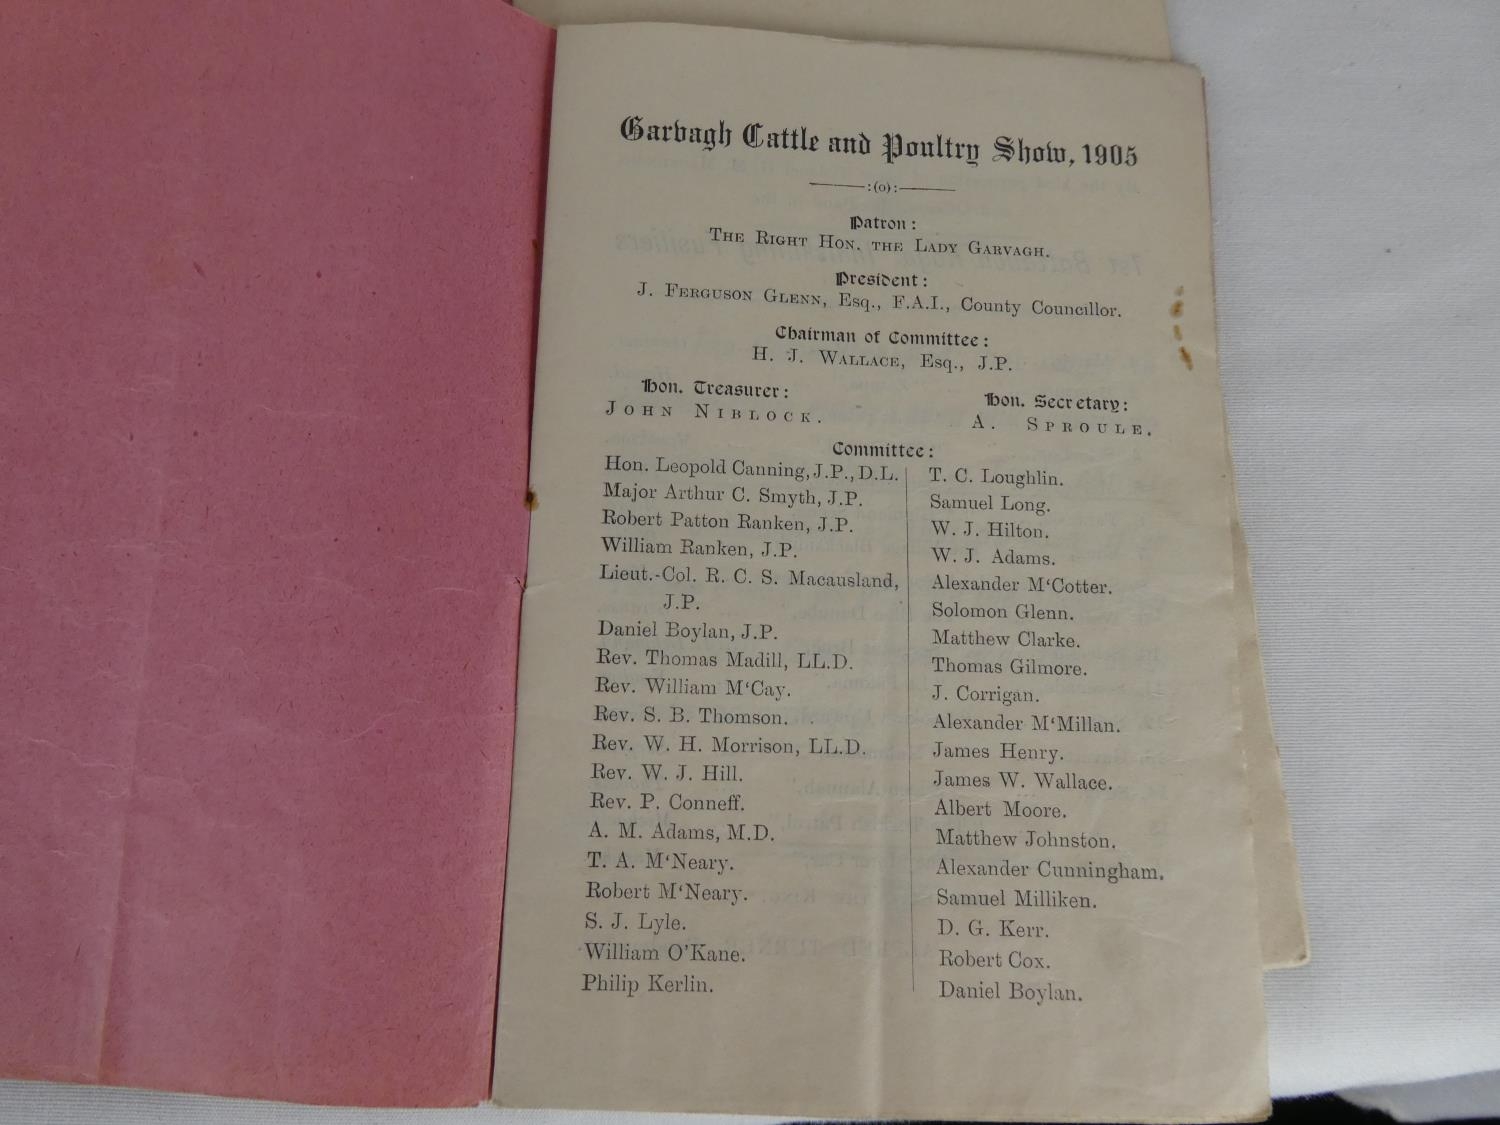 Garvagh Cattle and Poultry Show, 1905
:(o):
Patron:
THE RIGHT HON. THE LADY GARVAGH.
President:
J. FERGUSON GLENN, Esq., F.A.I., County Councillor.
Chairman of Committee:
H. J. WALLACE, Esq., J.P.
Hon. Treasurer:
JOHN NIBLOCK.
Hon. Secretary:
A. SPROULE.
Committee:
Hon. Leopold Canning, J.P., D.L.
Major Arthur C. Smyth, J.P.
Robert Patton Ranken, J.P.
William Ranken, J.P.
Lieut.-Col. R. C. S. Macausland,
J.P.
Daniel Boylan, J.P.
Rev. Thomas Madill, LL.D.
Rev. William M‘Cay.
Rev. S. B. Thomson.
Rev. W. H. Morrison, LL.D.
Rev. W. J. Hill.
Rev. P. Conneff.
A. M. Adams, M.D.
T. A. M‘Neary.
Robert M‘Neary.
S. J. Lyle.
William O’Kane.
Philip Kerlin.
T. C. Loughlin.
Samuel Long.
W. J. Hilton.
W. J. Adams.
Alexander M‘Cotter.
Solomon Glenn.
Matthew Clarke.
Thomas Gilmore.
J. Corrigan.
Alexander M‘Millan.
James Henry.
James W. Wallace.
Albert Moore.
Matthew Johnston.
Alexander Cunningham.
Samuel Milliken.
D. G. Kerr.
Robert Cox.
Daniel Boylan.